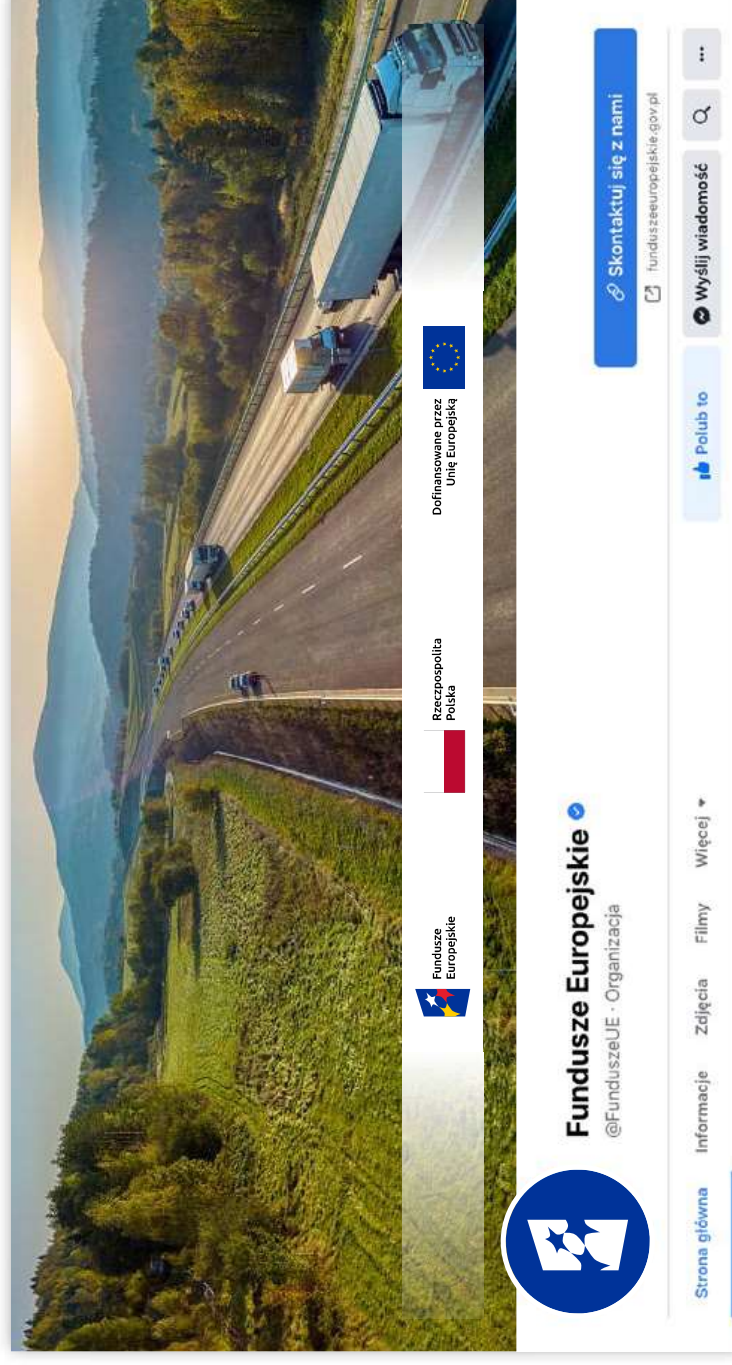 Fundusze
Europejskie
Rzeczpospolita
Polska
Dofinansowane przez
Unię Europejską
Fundusze Europejskie
@FunduszeUE · Organizacja
Skontaktuj się z nami
funduszeeuropejskie.gov.pl
Strona główna
Informacje
Zdjęcia
Filmy
Więcej
Polub to
Wyślij wiadomość